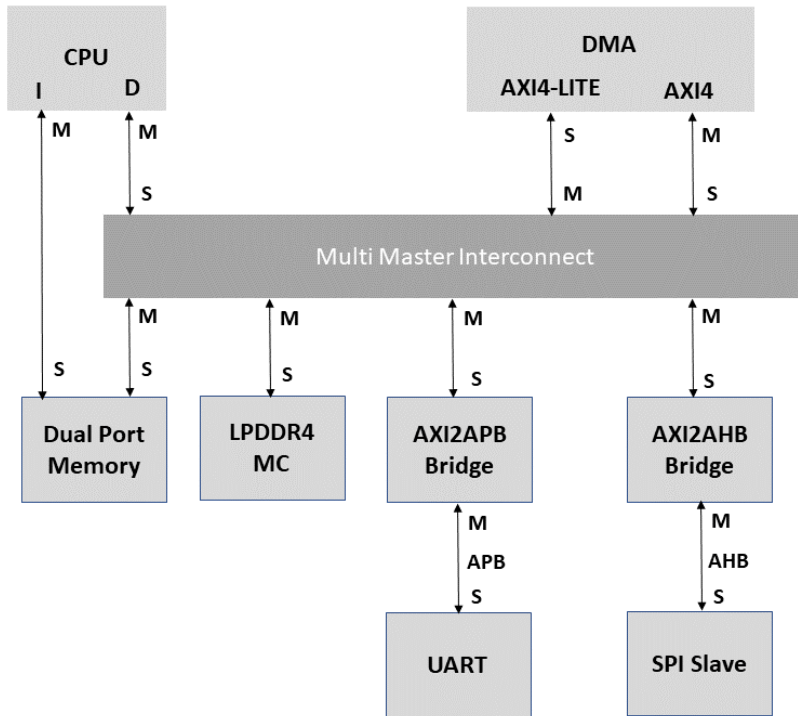 CPU
I D
M M
S
DMA
AXI4-LITE AXI4
S M
M S
Multi Master Interconnect
M M M M
S S S S S
Dual Port
Memory
LPDDR4
MC
AXI2APB
Bridge
AXI2AHB
Bridge
M M
APB AHB
S S
UART
SPI Slave